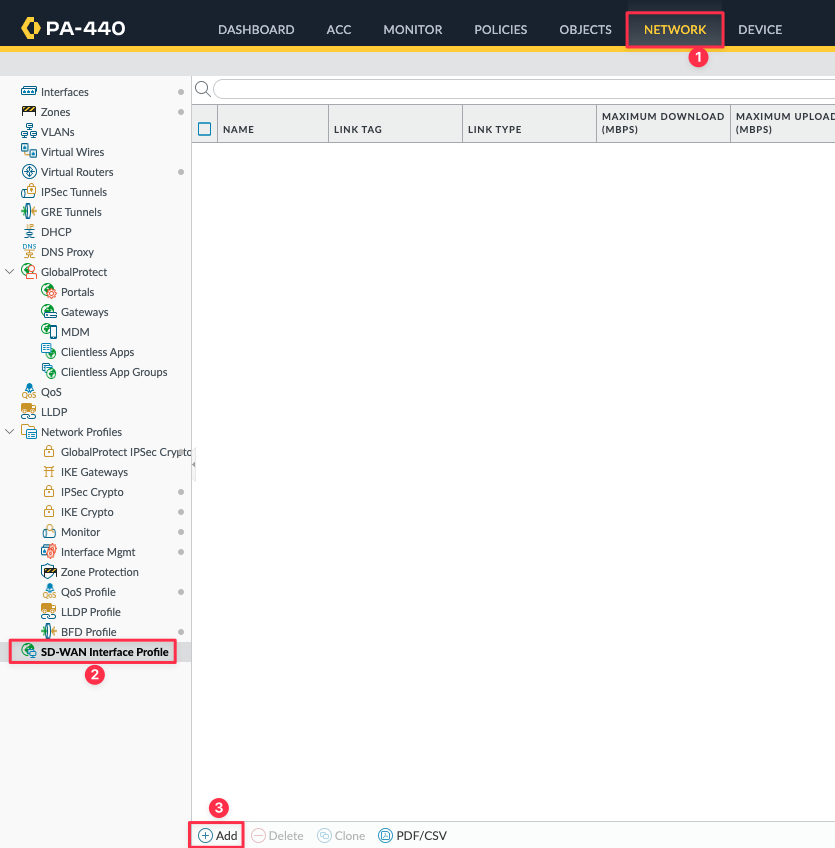 PA-440
DASHBOARD ACC MONITOR POLICIES OBJECTS NETWORK DEVICE
1
Interfaces
Zones
VLANs
Virtual Wires
Virtual Routers
IPSec Tunnels
GRE Tunnels
DHCP
DNS DNS Proxy
GlobalProtect
Portals
Gateways
MDM
Clientless Apps
Clientless App Groups
QoS QoS
LLDP
Network Profiles
GlobalProtect IPSec Crypto
IKE Gateways
IPSec Crypto
IKE Crypto
Monitor
Interface Mgmt
Zone Protection
QoS QoS Profile
LLDP Profile
BFD Profile
SD-WAN Interface Profile
2
NAME LINK TAG LINK TYPE MAXIMUM DOWNLOAD (MBPS) MAXIMUM UPLOAD (MBPS)
3
Add Delete Clone PDF/CSV